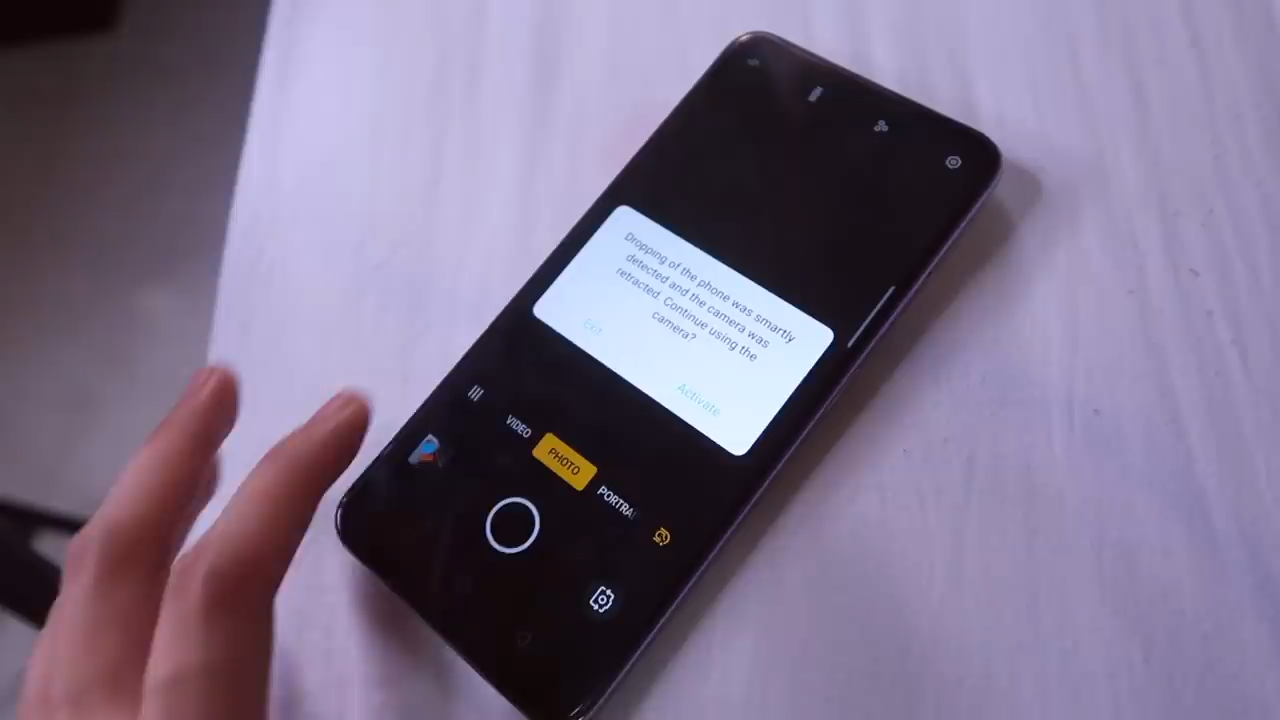 Dropping of the phone was smartly
detected and the camera was
retracted. Continue using the
camera?
Exit
Activate
VIDEO
PHOTO
PORTRAI